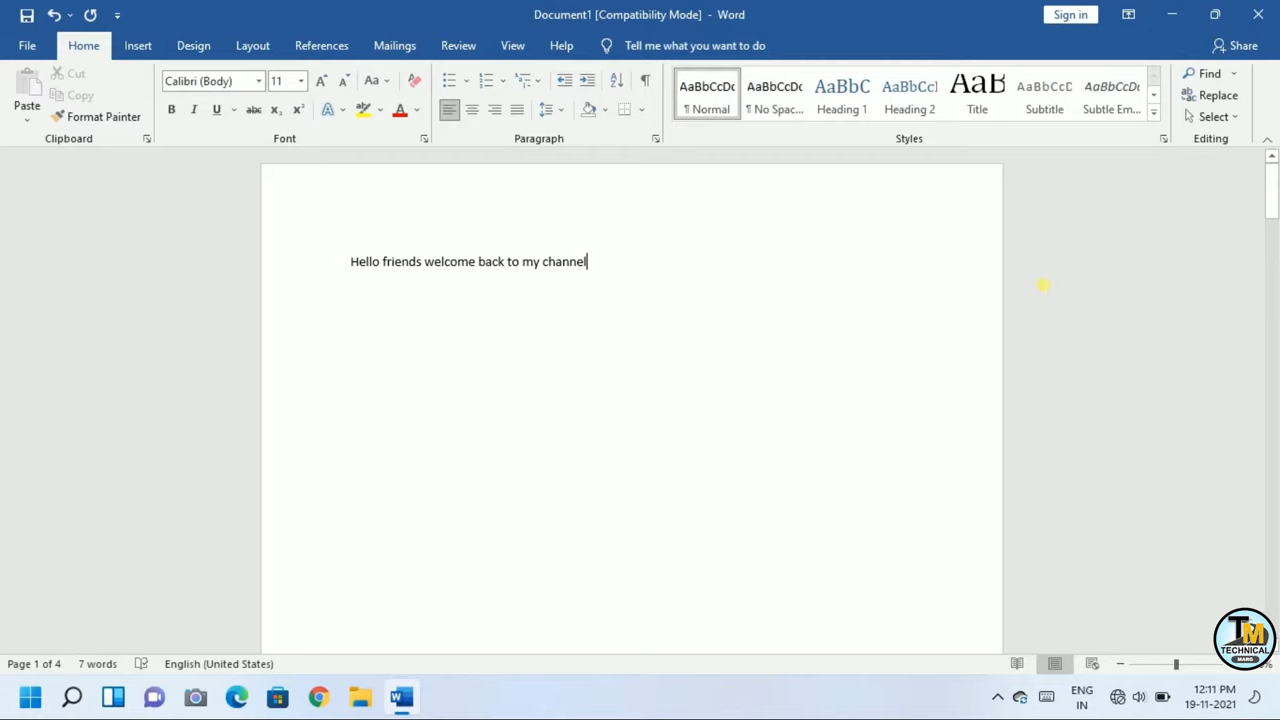 Document1 [Compatibility Mode] - Word
Sign in
File Home Insert Design Layout References Mailings Review View Help Tell me what you want to do Share
Paste
Cut
Copy
Format Painter
Clipboard
Calibri (Body) 11
Font
Paragraph
AaBbCcDc ¶ Normal
AaBbCcDc ¶ No Spac...
AaBbC Heading 1
AaBbCcI Heading 2
AaB Title
AaBbCcD Subtitle
AaBbCcDc Subtle Em...
Styles
Find
Replace
Select
Editing
Hello friends welcome back to my channel
Page 1 of 4 7 words English (United States)
TM
TECHNICAL
MARG
ENG
IN
12:11 PM
19-11-2021